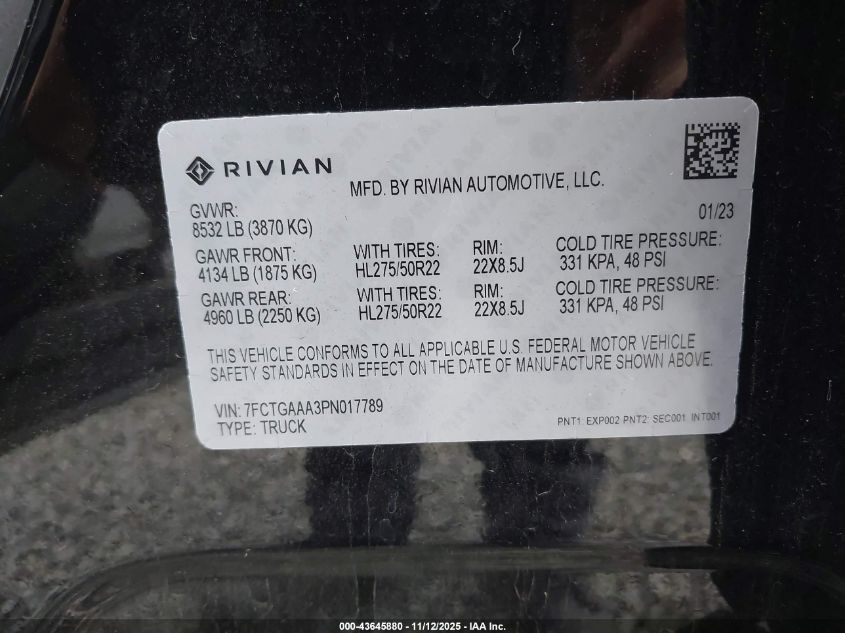 RIVIAN
MFD. BY RIVIAN AUTOMOTIVE, LLC.
GVWR:
8532 LB (3870 KG)
01/23
GAWR FRONT: WITH TIRES: RIM: COLD TIRE PRESSURE:
4134 LB (1875 KG) HL275/50R22 22X8.5J 331 KPA, 48 PSI
GAWR REAR: WITH TIRES: RIM: COLD TIRE PRESSURE:
4960 LB (2250 KG) HL275/50R22 22X8.5J 331 KPA, 48 PSI
THIS VEHICLE CONFORMS TO ALL APPLICABLE U.S. FEDERAL MOTOR VEHICLE
SAFETY STANDARDS IN EFFECT ON THE DATE OF MANUFACTURE SHOWN ABOVE.
VIN: 7FCTGAAA3PN017789
TYPE: TRUCK
PNT1: EXP002 PNT2: SEC001 INT001
000-43645880 - 11/12/2025 - IAA Inc.